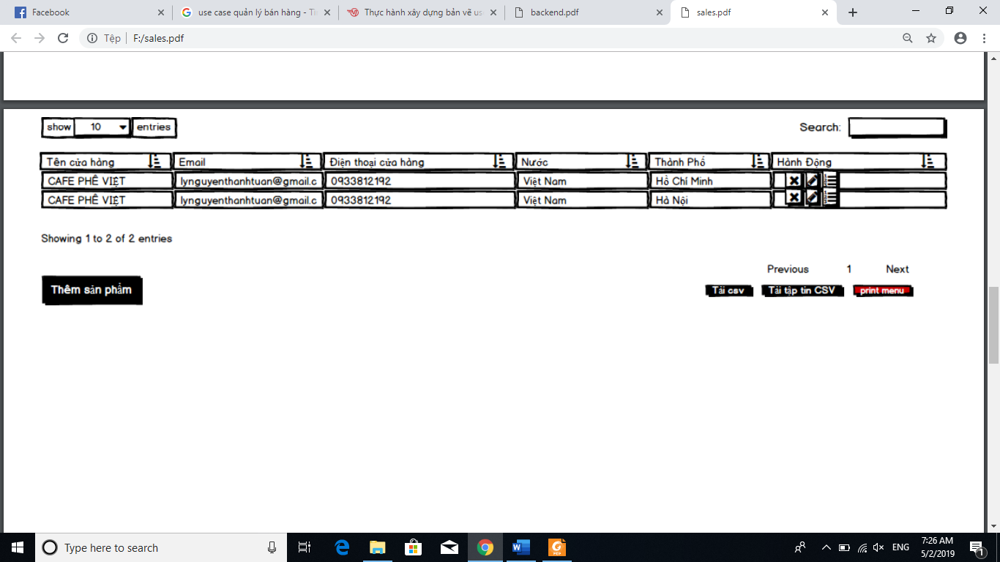 Facebook
use case quản lý bán hàng - Tì
Thực hành xây dựng bản vẽ us
backend.pdf
sales.pdf
Tệp F:/sales.pdf
show 10 entries Search:
Tên cửa hàng Email Điện thoại cửa hàng Nước Thành Phố Hành Động
CAFE PHÊ VIỆT lynguyenthanhtuan@gmail.c 0933812192 Việt Nam Hồ Chí Minh
CAFE PHÊ VIỆT lynguyenthanhtuan@gmail.c 0933812192 Việt Nam Hà Nội
Showing 1 to 2 of 2 entries
Previous 1 Next
Thêm sản phẩm Tải csv Tải tập tin CSV print menu
Type here to search ENG 7:26 AM
5/2/2019 1